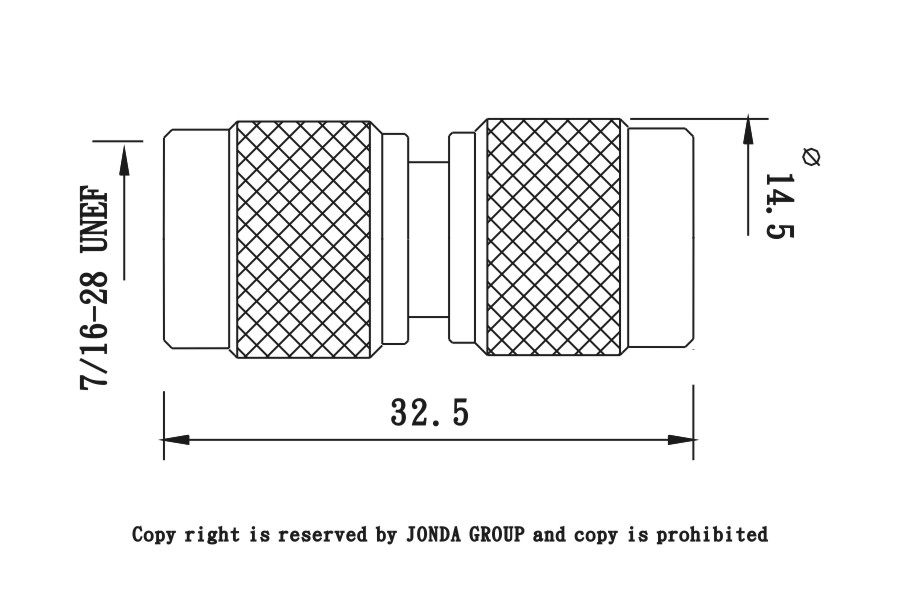 7/16-28 UNEF
⌀ 14.5
32.5
Copy right is reserved by JONDA GROUP and copy is prohibited